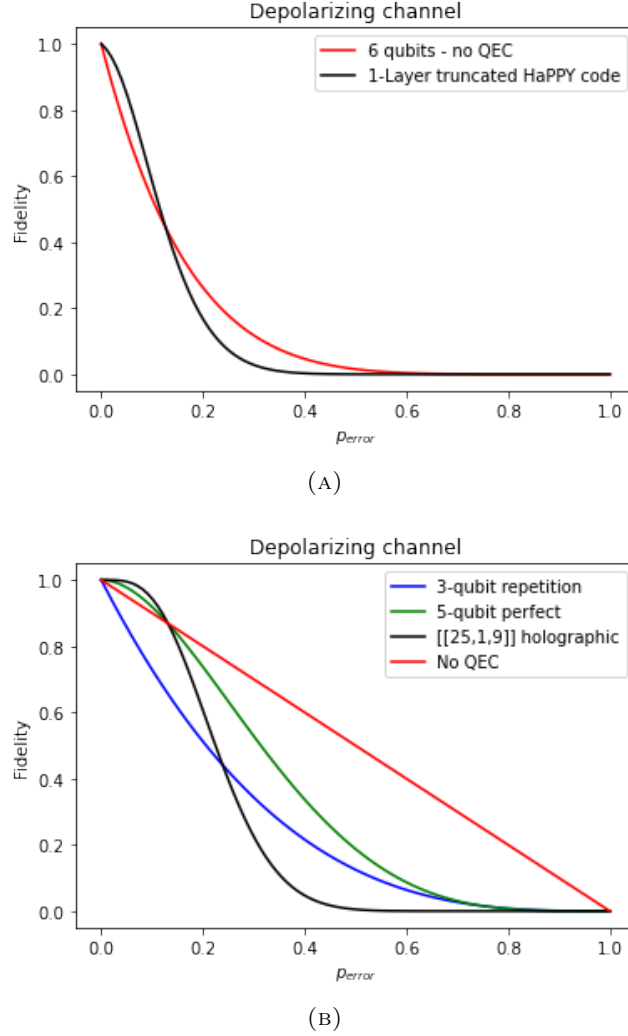 Depolarizing channel
6 qubits - no QEC
1-Layer truncated HaPPY code
1.0
0.8
0.6
0.4
0.2
0.0
Fidelity
0.0 0.2 0.4 0.6 0.8 1.0
p_error
(A)
Depolarizing channel
3-qubit repetition
5-qubit perfect
[[25,1,9]] holographic
No QEC
1.0
0.8
0.6
0.4
0.2
0.0
Fidelity
0.0 0.2 0.4 0.6 0.8 1.0
p_error
(B)